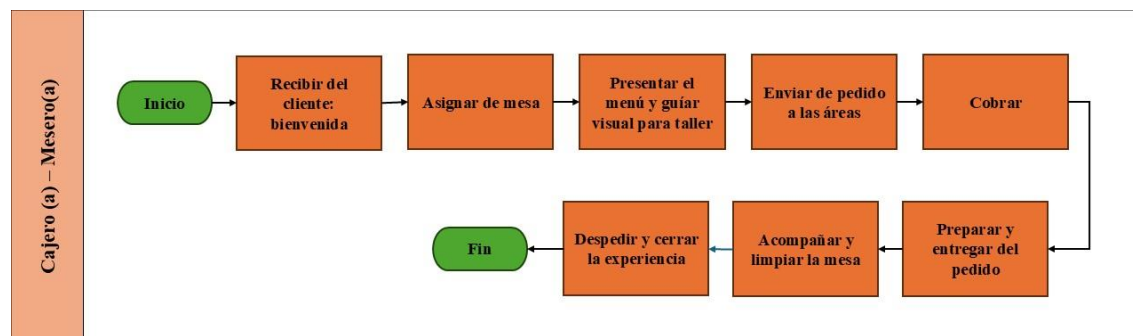 Cajero (a) – Mesero(a)
Inicio
Recibir del
cliente:
bienvenida
Asignar de mesa
Presentar el
menú y guíar
visual para taller
Enviar de pedido
a las áreas
Cobrar
Preparar y
entregar del
pedido
Acompañar y
limpiar la mesa
Despedir y cerrar
la experiencia
Fin